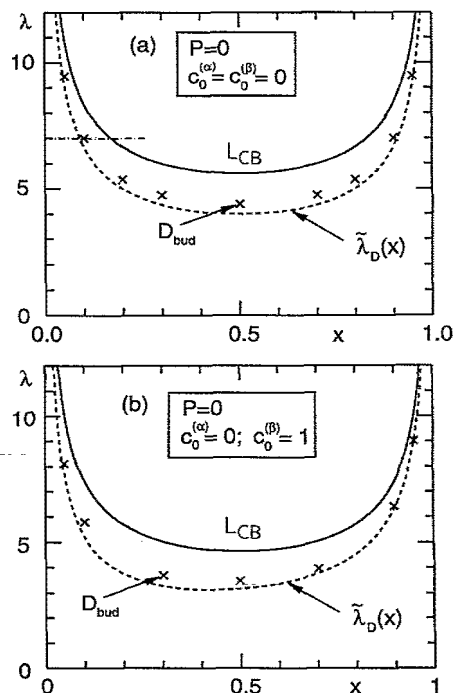 λ
(a)
P=0
c₀^{α} = c₀^{β} = 0
10
L_CB
5
D_bud
λ̃_D(x)
0
0.0 0.5 x 1.0
λ
(b)
P=0
c₀^{α} = 0; c₀^{β} = 1
10
L_CB
5
D_bud
λ̃_D(x)
0
0 0.5 x 1